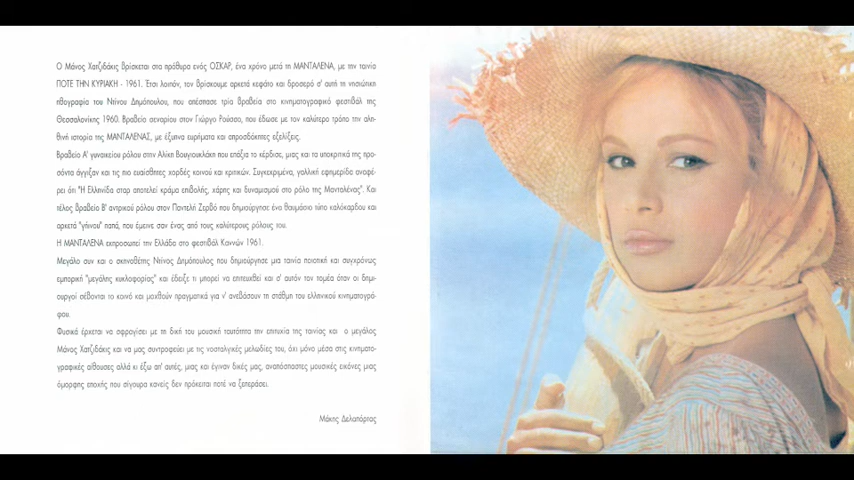 Ο Μάνος Χατζιδάκις βρίσκεται στα πρόθυρα ενός ΟΣΚΑΡ, ένα χρόνο μετά τη ΜΑΝΤΑΛΕΝΑ, με την ταινία
ΠΟΤΕ ΤΗΝ ΚΥΡΙΑΚΗ - 1961. Έτσι λοιπόν, τον βρίσκουμε αρκετά κεφάτο και δροσερό σ' αυτή τη νησιώτικη
ηθογραφία του Ντίνου Δημόπουλου, που απέσπασε τρία βραβεία στο κινηματογραφικό φεστιβάλ της
Θεσσαλονίκης 1960. Βραβείο σεναρίου στον Γιώργο Ρούσσο, που έδωσε με τον καλύτερο τρόπο την αλη-
θινή ιστορία της ΜΑΝΤΑΛΕΝΑΣ, με έξυπνα ευρήματα και απροσδόκητες εξελίξεις.
Βραβείο Α' γυναικείου ρόλου στην Αλίκη Βουγιουκλάκη που επάξια το κέρδισε, μιας και τα υποκριτικά της προ-
σόντα άγγιξαν και τις πιο ευαίσθητες χορδές κοινού και κριτικών. Συγκεκριμένα, γαλλική εφημερίδα αναφέ-
ρει ότι "Η Ελληνίδα σταρ αποτελεί κράμα επιβολής, χάρης και δυναμισμού στο ρόλο της Μανταλένας". Και
τέλος βραβείο Β' αντρικού ρόλου στον Παντελή Ζερβό που δημιούργησε ένα θαυμάσιο τύπο καλόκαρδου και
αρκετά "γήινου" παπά, που έμεινε σαν ένας από τους καλύτερους ρόλους του.
Η ΜΑΝΤΑΛΕΝΑ εκπροσωπεί την Ελλάδα στο φεστιβάλ Καννών 1961.
Μεγάλο συν και ο σκηνοθέτης Ντίνος Δημόπουλος που δημιούργησε μια ταινία ποιοτική και συγχρόνως
εμπορική "μεγάλης κυκλοφορίας" και έδειξε τι μπορεί να επιτευχθεί και σ' αυτόν τον τομέα όταν οι δημι-
ουργοί σέβονται το κοινό και μοχθούν πραγματικά για ν' ανεβάσουν τη στάθμη του ελληνικού κινηματογρά-
φου.
Φυσικά έρχεται να σφραγίσει με τη δική του μουσική ταυτότητα την επιτυχία της ταινίας και ο μεγάλος
Μάνος Χατζιδάκις και να μας συντροφεύει με τις νοσταλγικές μελωδίες του, όχι μόνο μέσα στις κινηματο-
γραφικές αίθουσες αλλά κι έξω απ' αυτές, μιας και έγιναν δικές μας, αναπόσπαστες μουσικές εικόνες μιας
όμορφης εποχής που σίγουρα κανείς δεν πρόκειται ποτέ να ξεπεράσει.
Μάκης Δελαπόρτας